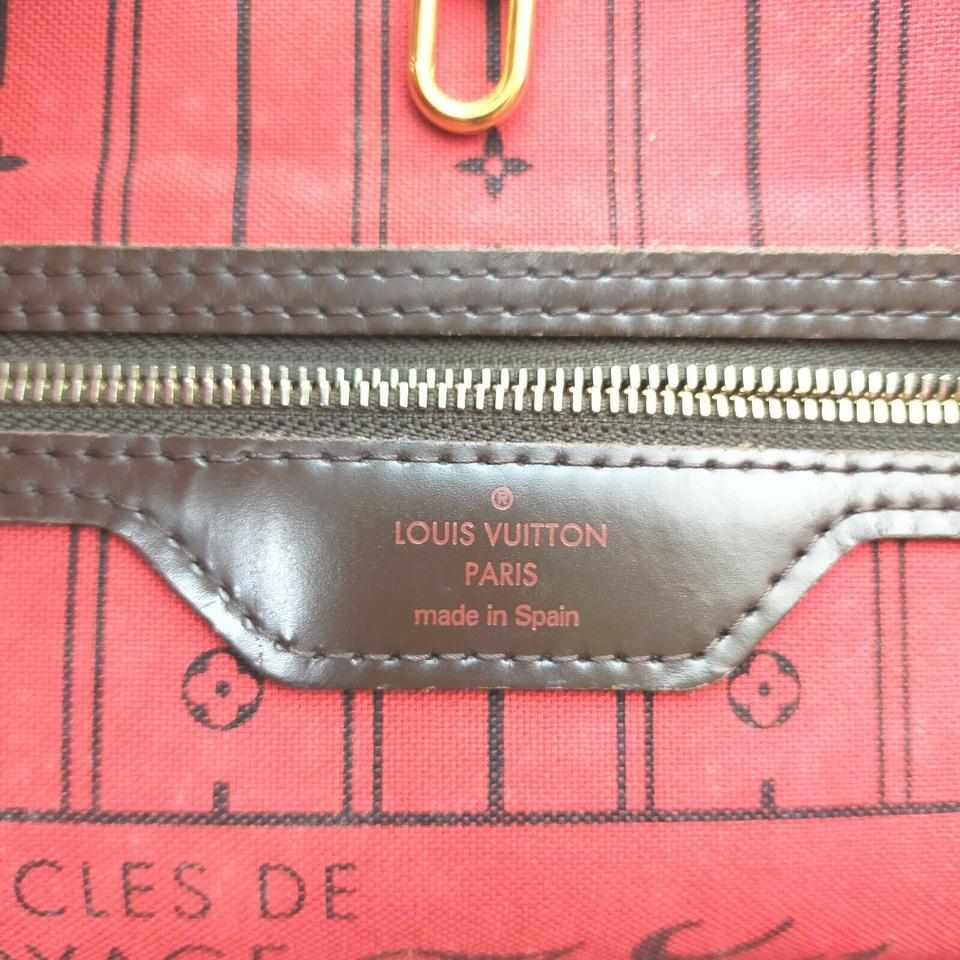 ®
LOUIS VUITTON
PARIS
made in Spain
CLES DE